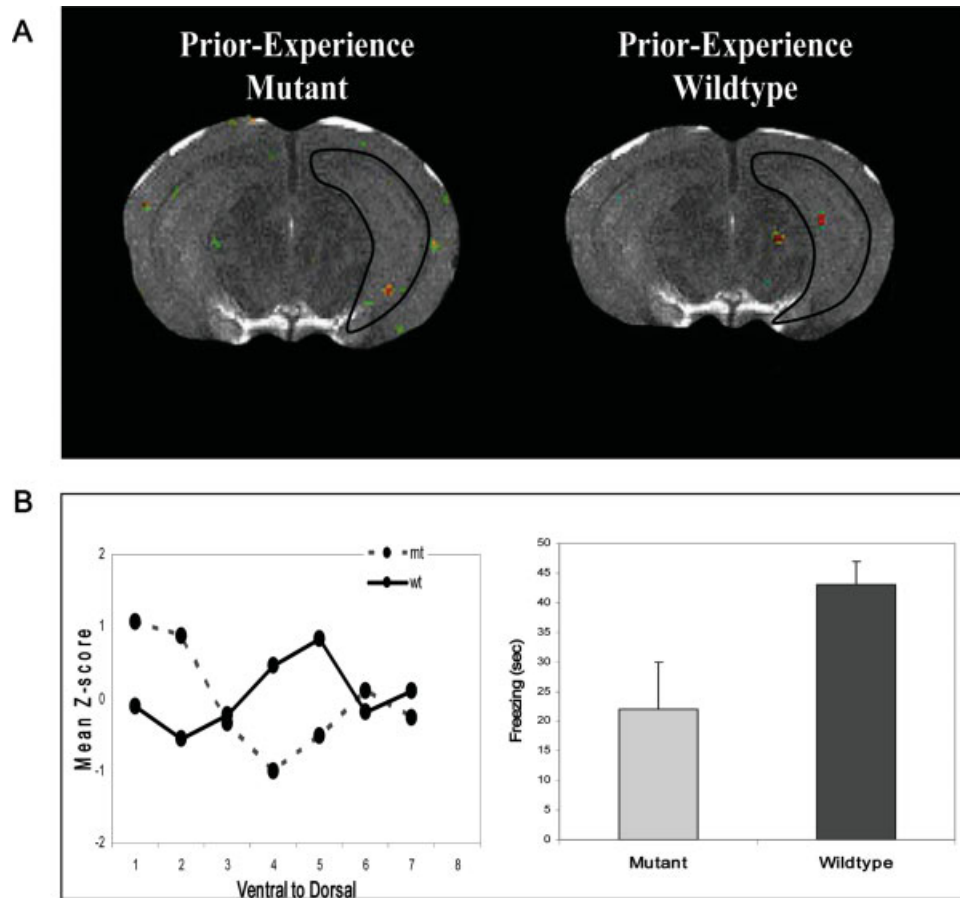 A
Prior-Experience
Mutant
Prior-Experience
Wildtype
B
mt
wt
Mean Z-score
2
1
0
-1
-2
1 2 3 4 5 6 7 8
Ventral to Dorsal
Freezing (sec)
50
45
40
35
30
25
20
15
10
5
0
Mutant Wildtype